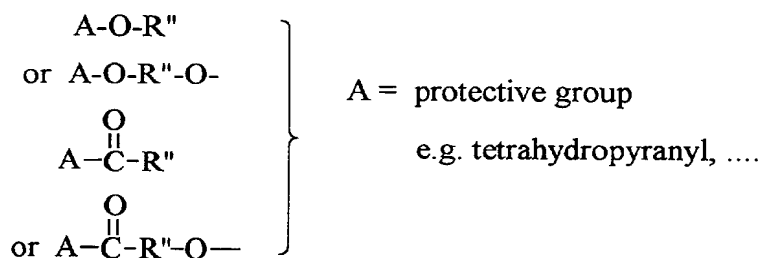 A-O-R"
or A-O-R"-O-
A = protective group
O
A-C-R"
e.g. tetrahydropyranyl, ....
O
or A-C-R"-O-